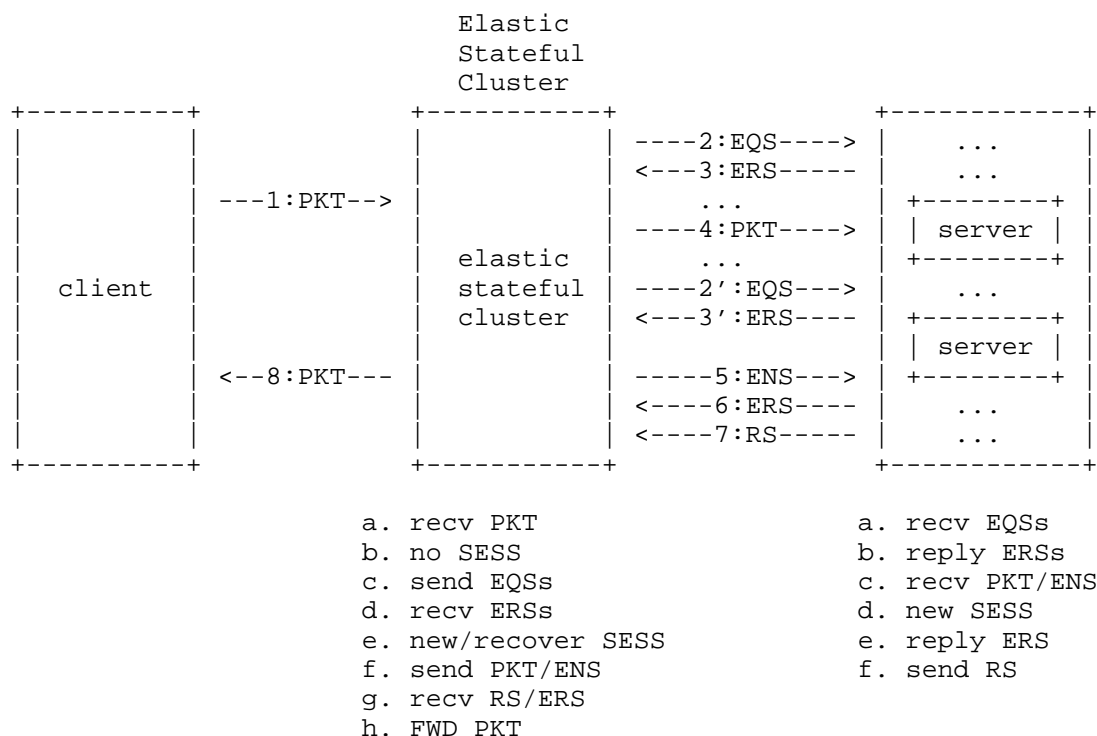 Elastic
Stateful
Cluster
+----------+ +-----------+ +------------+
| | | | ----2:EQS----> | ... |
| | | | <---3:ERS----- | ... |
| | ---1:PKT--> | | ... | +--------+ |
| | | | ----4:PKT----> | | server | |
| | | elastic | ... | +--------+ |
| client | | stateful | ----2':EQS---> | ... |
| | | cluster | <---3':ERS---- | +--------+ |
| | | | | | server | |
| | <--8:PKT--- | | -----5:ENS---> | +--------+ |
| | | | <----6:ERS---- | ... |
| | | | <----7:RS----- | ... |
+----------+ +-----------+ +------------+
a. recv PKT a. recv EQSs
b. no SESS b. reply ERSs
c. send EQSs c. recv PKT/ENS
d. recv ERSs d. new SESS
e. new/recover SESS e. reply ERS
f. send PKT/ENS f. send RS
g. recv RS/ERS
h. FWD PKT